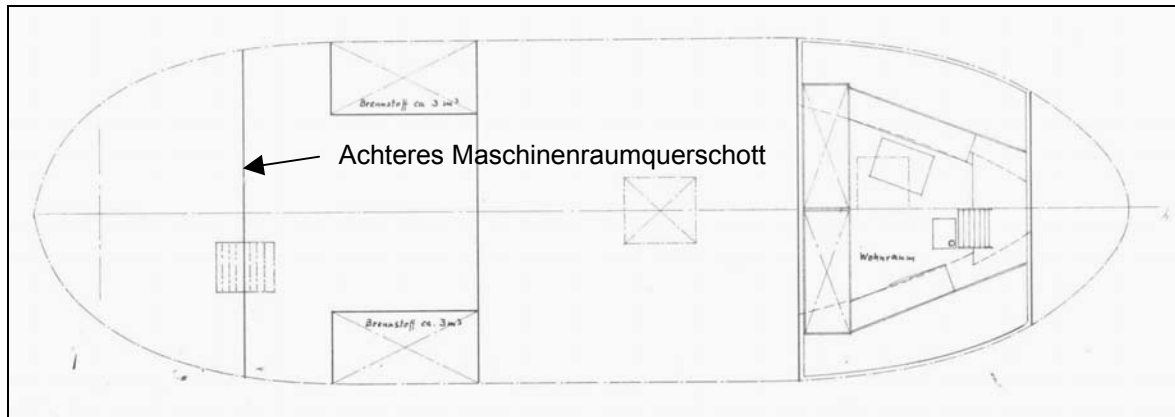 Brennstoff ca 3 m³
Achteres Maschinenraumquerschott
Wohnraum
Brennstoff ca. 3 m³